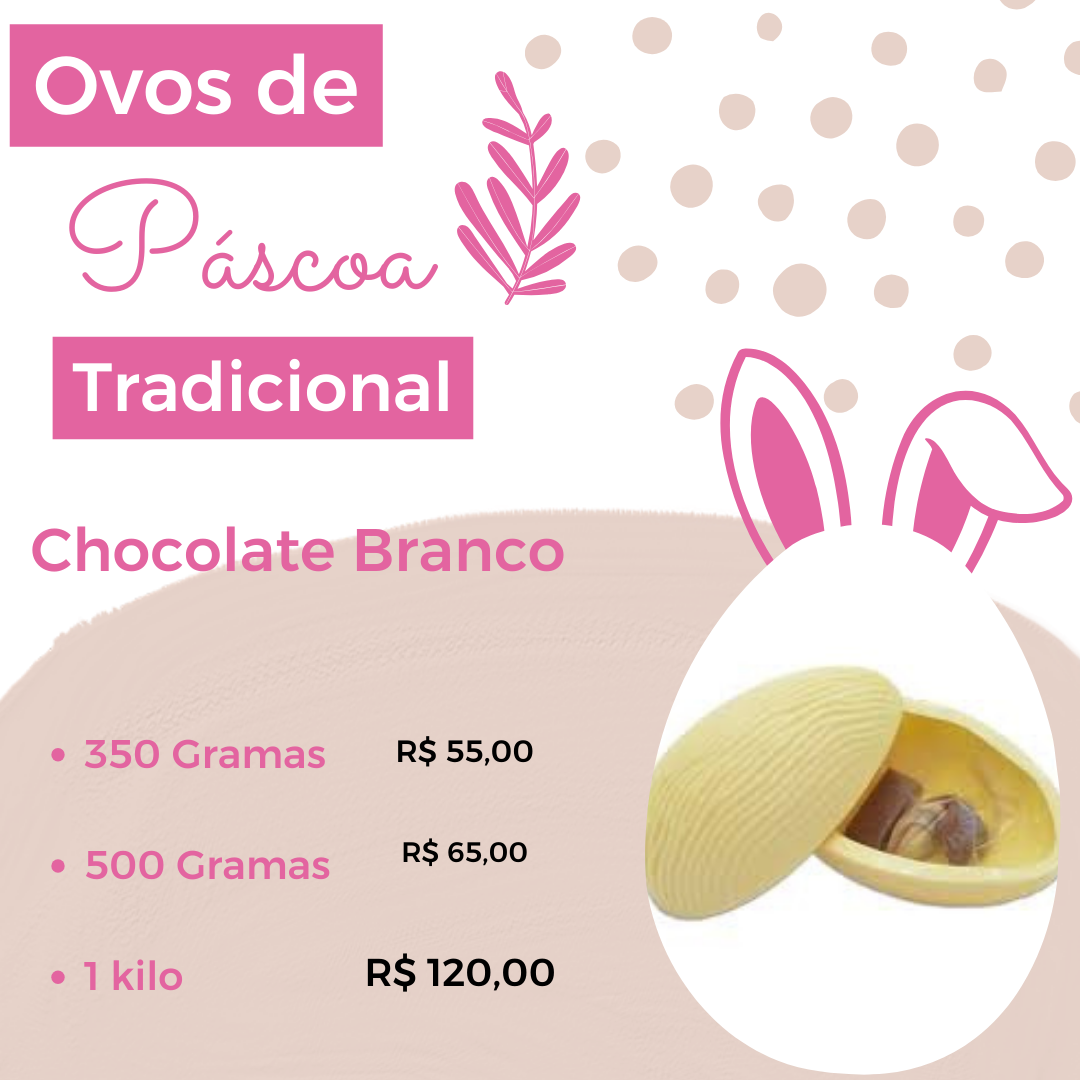 Ovos de
Páscoa
Tradicional
Chocolate Branco
• 350 Gramas R$ 55,00
• 500 Gramas R$ 65,00
• 1 kilo R$ 120,00